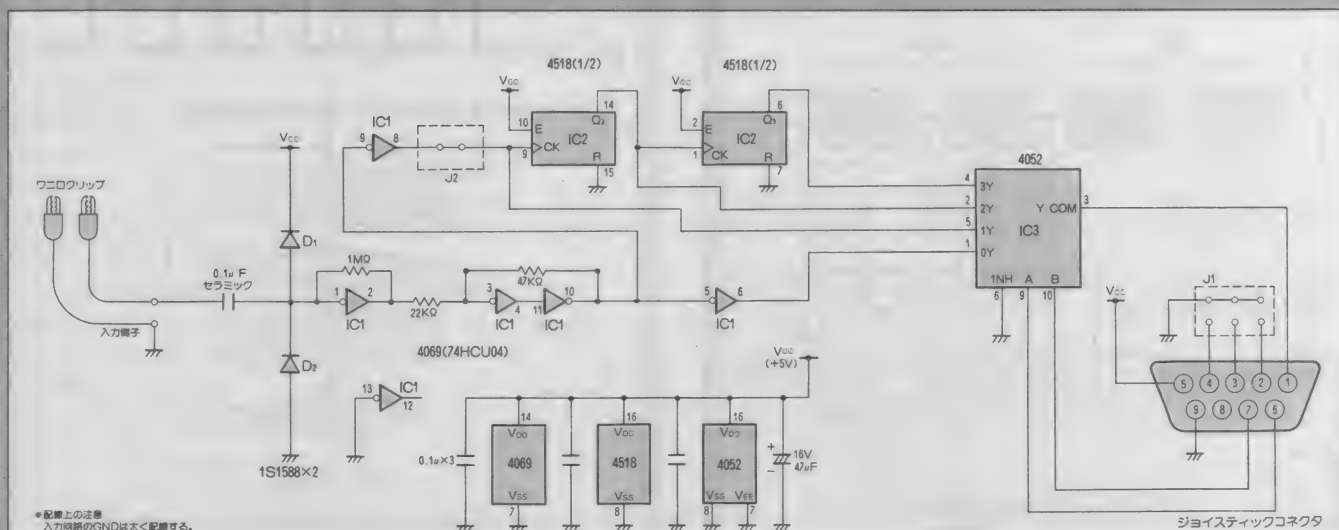 4518(1/2)
4518(1/2)
Vcc
14
Q3
10
E
IC2
9
CK
R
15
Vcc
6
Q3
2
E
IC2
1
CK
R
7
IC1
9
8
J2
Vcc
D1
D2
1S1588×2
ワニ口クリップ
0.1μF
セラミック
入力端子
1MΩ
1
2
IC1
22KΩ
47KΩ
3
4
IC1
11
10
IC1
5
6
IC1
4069(74HCU04)
13
12
IC1
4052
4
3Y
2
2Y
5
1Y
1
0Y
Y COM
3
IC3
1NH
A
B
6
9
10
Vcc
J1
5
4
3
2
1
9
8
7
6
ジョイスティックコネクタ
Vcc
(+5V)
0.1μ×3
14
VDD
4069
VSS
7
16
VDD
4518
VSS
8
16
VDD
4052
VSS
VEE
8
7
+
-
16V
47μF
*配線上の注意
入力回路のGNDは太く配線する。